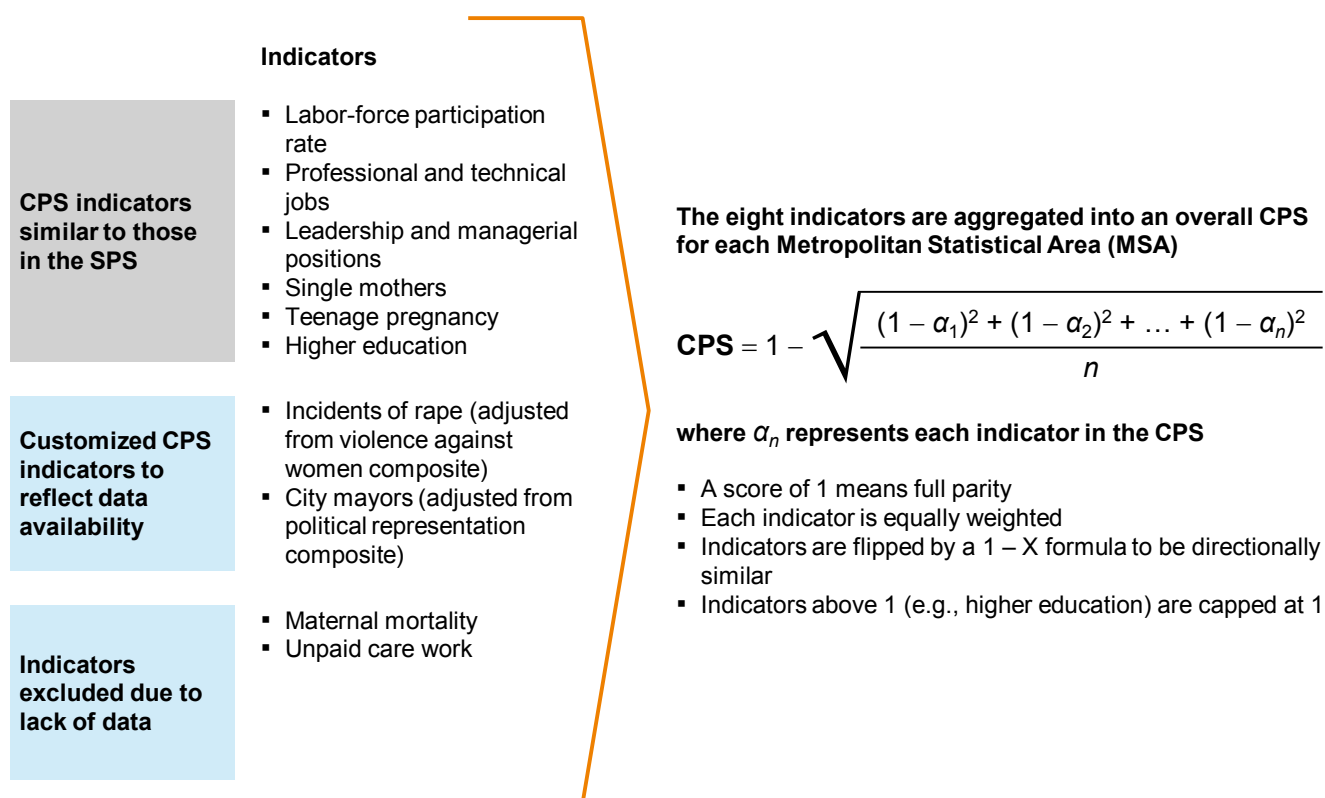 Indicators
CPS indicators
similar to those
in the SPS
▪ Labor-force participation
rate
▪ Professional and technical
jobs
▪ Leadership and managerial
positions
▪ Single mothers
▪ Teenage pregnancy
▪ Higher education
Customized CPS
indicators to
reflect data
availability
▪ Incidents of rape (adjusted
from violence against
women composite)
▪ City mayors (adjusted from
political representation
composite)
Indicators
excluded due to
lack of data
▪ Maternal mortality
▪ Unpaid care work
The eight indicators are aggregated into an overall CPS
for each Metropolitan Statistical Area (MSA)
CPS = 1 – √ (1 – α₁)² + (1 – α₂)² + … + (1 – αₙ)²
n
where αₙ represents each indicator in the CPS
▪ A score of 1 means full parity
▪ Each indicator is equally weighted
▪ Indicators are flipped by a 1 – X formula to be directionally
similar
▪ Indicators above 1 (e.g., higher education) are capped at 1